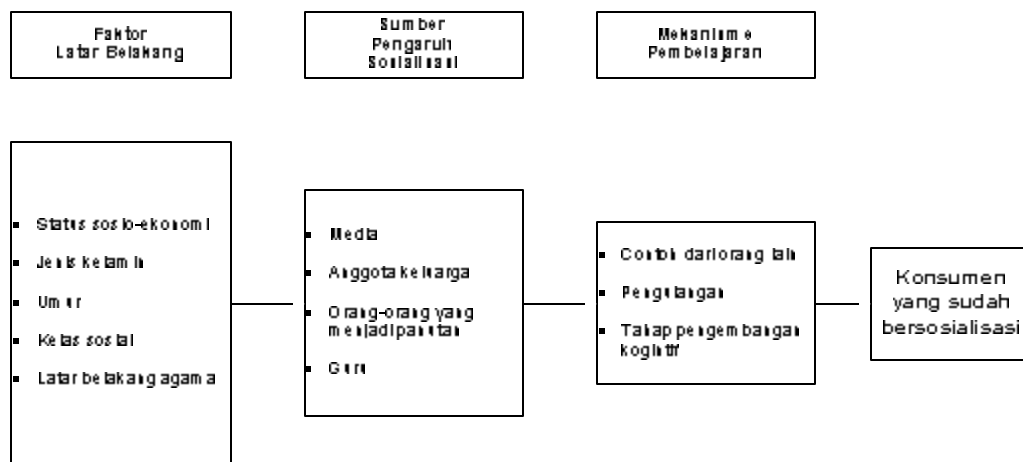 Faktor
Latar Belakang
Sumber
Pengaruh
Sosialisasi
Mekanisme
Pembelajaran
Status sosio-ekonomi
Jenis kelamin
Umur
Kelas sosial
Latar belakang agama
Media
Anggota keluarga
Orang-orang yang
menjadi panutan
Guru
Contoh dari orang lain
Pengulangan
Tahap pengembangan
kognitif
Konsumen
yang sudah
bersosialisasi